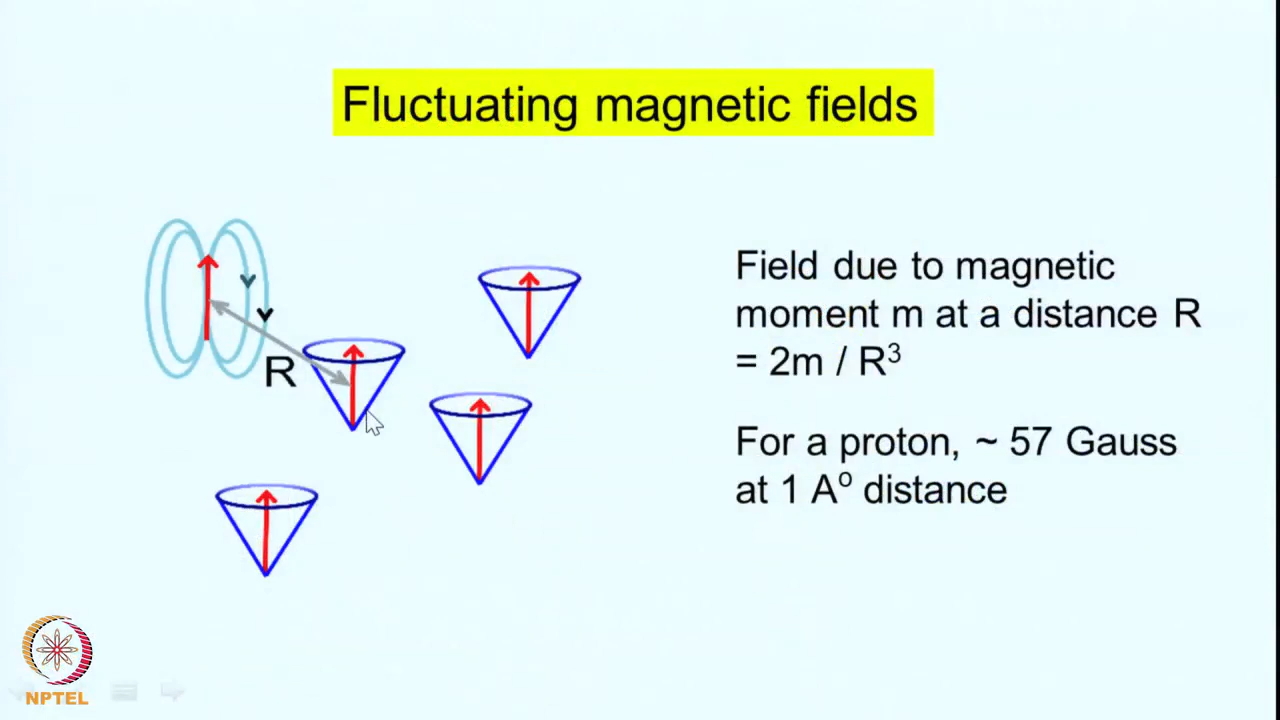 Fluctuating magnetic fields
R
Field due to magnetic
moment m at a distance R
= 2m / R³
For a proton, ~ 57 Gauss
at 1 Aº distance
NPTEL